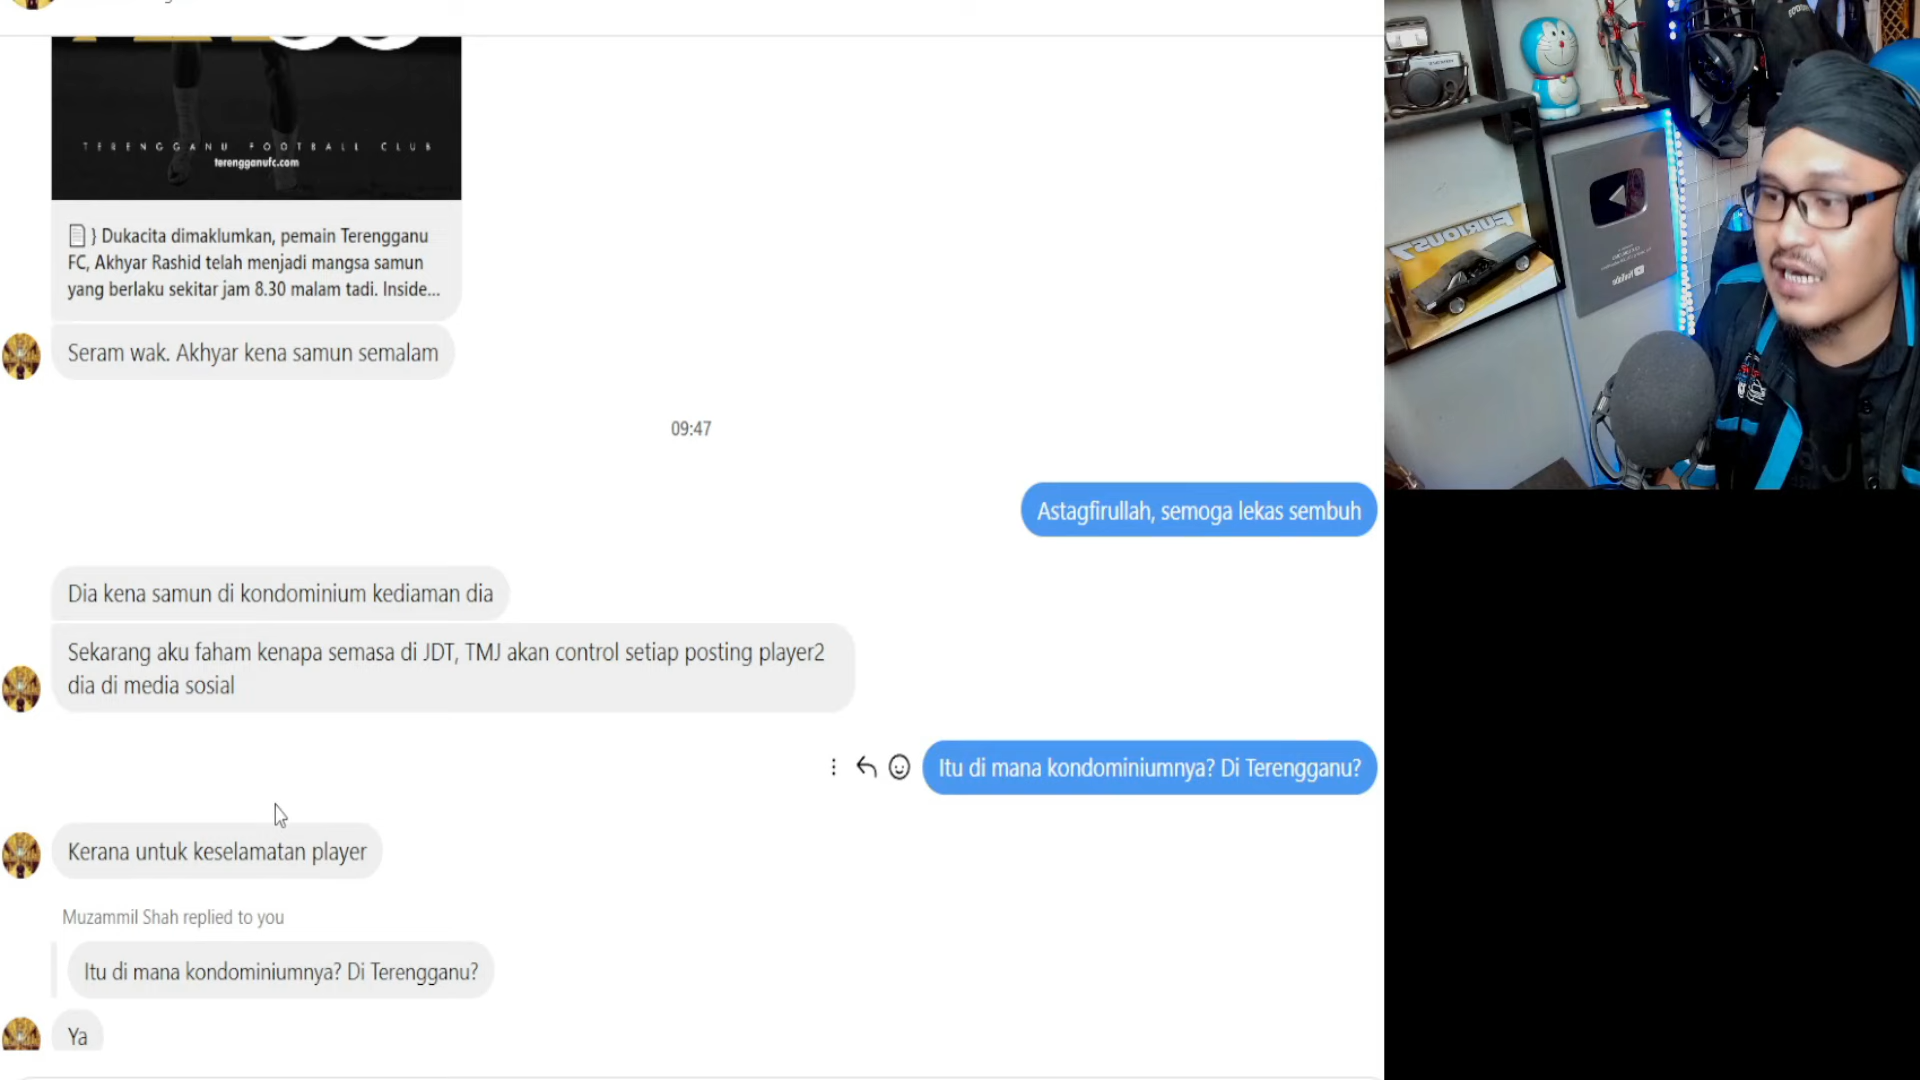 TERENGGANU FOOTBALL CLUB
terengganufc.com
} Dukacita dimaklumkan, pemain Terengganu
FC, Akhyar Rashid telah menjadi mangsa samun
yang berlaku sekitar jam 8.30 malam tadi. Inside...
Seram wak. Akhyar kena samun semalam
09:47
Astagfirullah, semoga lekas sembuh
Dia kena samun di kondominium kediaman dia
Sekarang aku faham kenapa semasa di JDT, TMJ akan control setiap posting player2
dia di media sosial
Itu di mana kondominiumnya? Di Terengganu?
Kerana untuk keselamatan player
Muzammil Shah replied to you
Itu di mana kondominiumnya? Di Terengganu?
Ya
FURIOUS7
YouTube